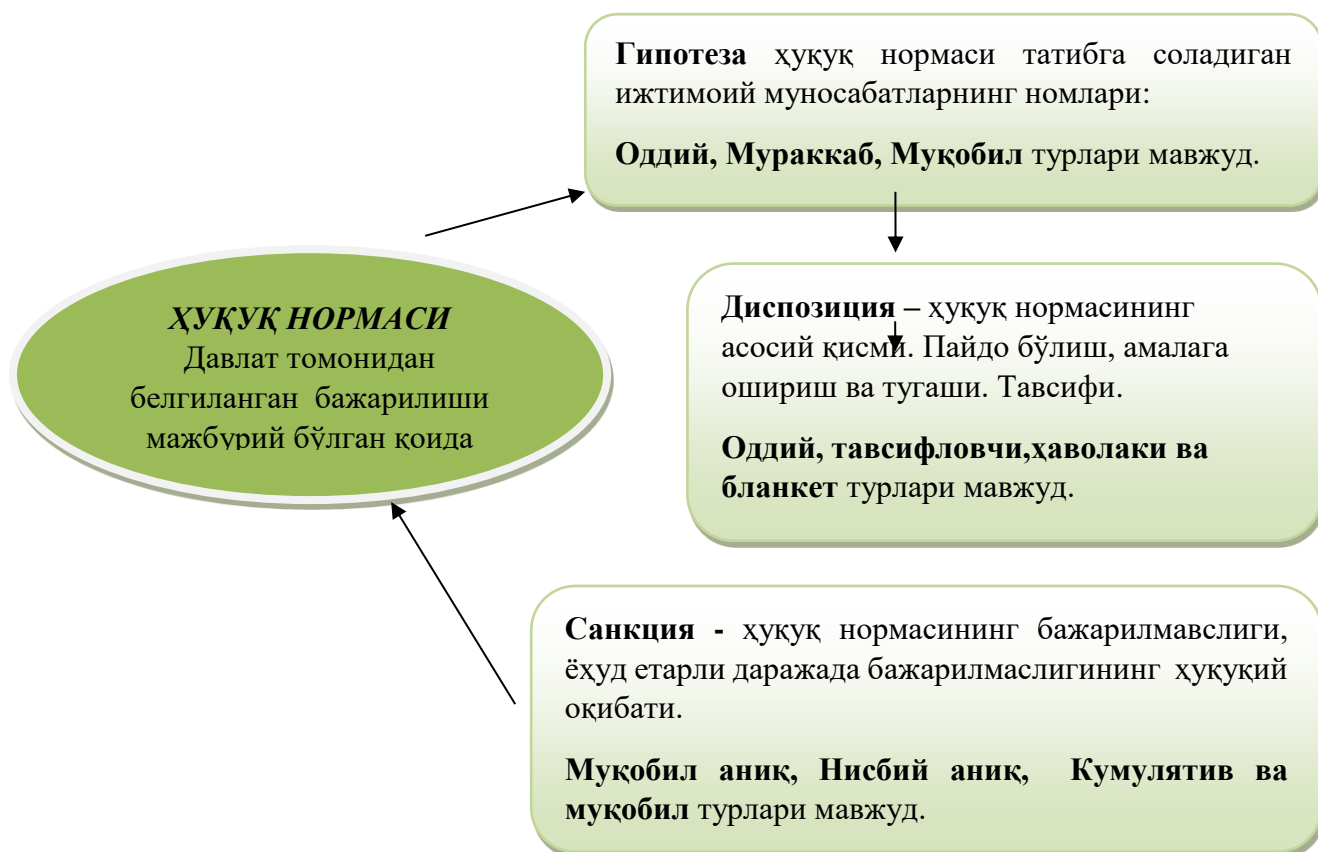 Гипотеза ҳуқуқ нормаси татибга соладиган
ижтимоий муносабатларнинг номлари:
Оддий, Мураккаб, Муқобил турлари мавжуд.
ҲУҚУҚ НОРМАСИ
Давлат томонидан
белгиланган бажарилиши
мажбурий бўлган қоида
Диспозиция – ҳуқуқ нормасининг
асосий қисми. Пайдо бўлиш, амалага
ошириш ва тугаши. Тавсифи.
Оддий, тавсифловчи,ҳаволаки ва
бланкет турлари мавжуд.
Санкция - ҳуқуқ нормасининг бажарилмавслиги,
ёҳуд етарли даражада бажарилмаслигининг ҳуқуқий
оқибати.
Муқобил аниқ, Нисбий аниқ, Кумулятив ва
муқобил турлари мавжуд.